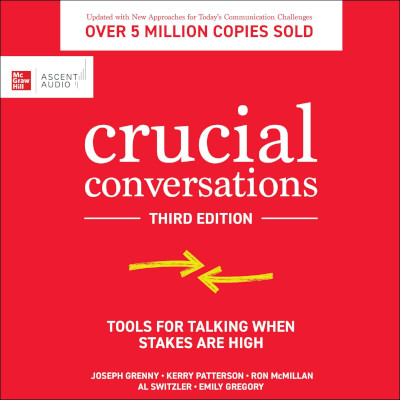 Updated with New Approaches for Today's Communication Challenges
OVER 5 MILLION COPIES SOLD
Mc
Graw
Hill
ASCENT
AUDIO
crucial
conversations
THIRD EDITION
TOOLS FOR TALKING WHEN
STAKES ARE HIGH
JOSEPH GRENNY • KERRY PATTERSON • RON McMILLAN
AL SWITZLER • EMILY GREGORY